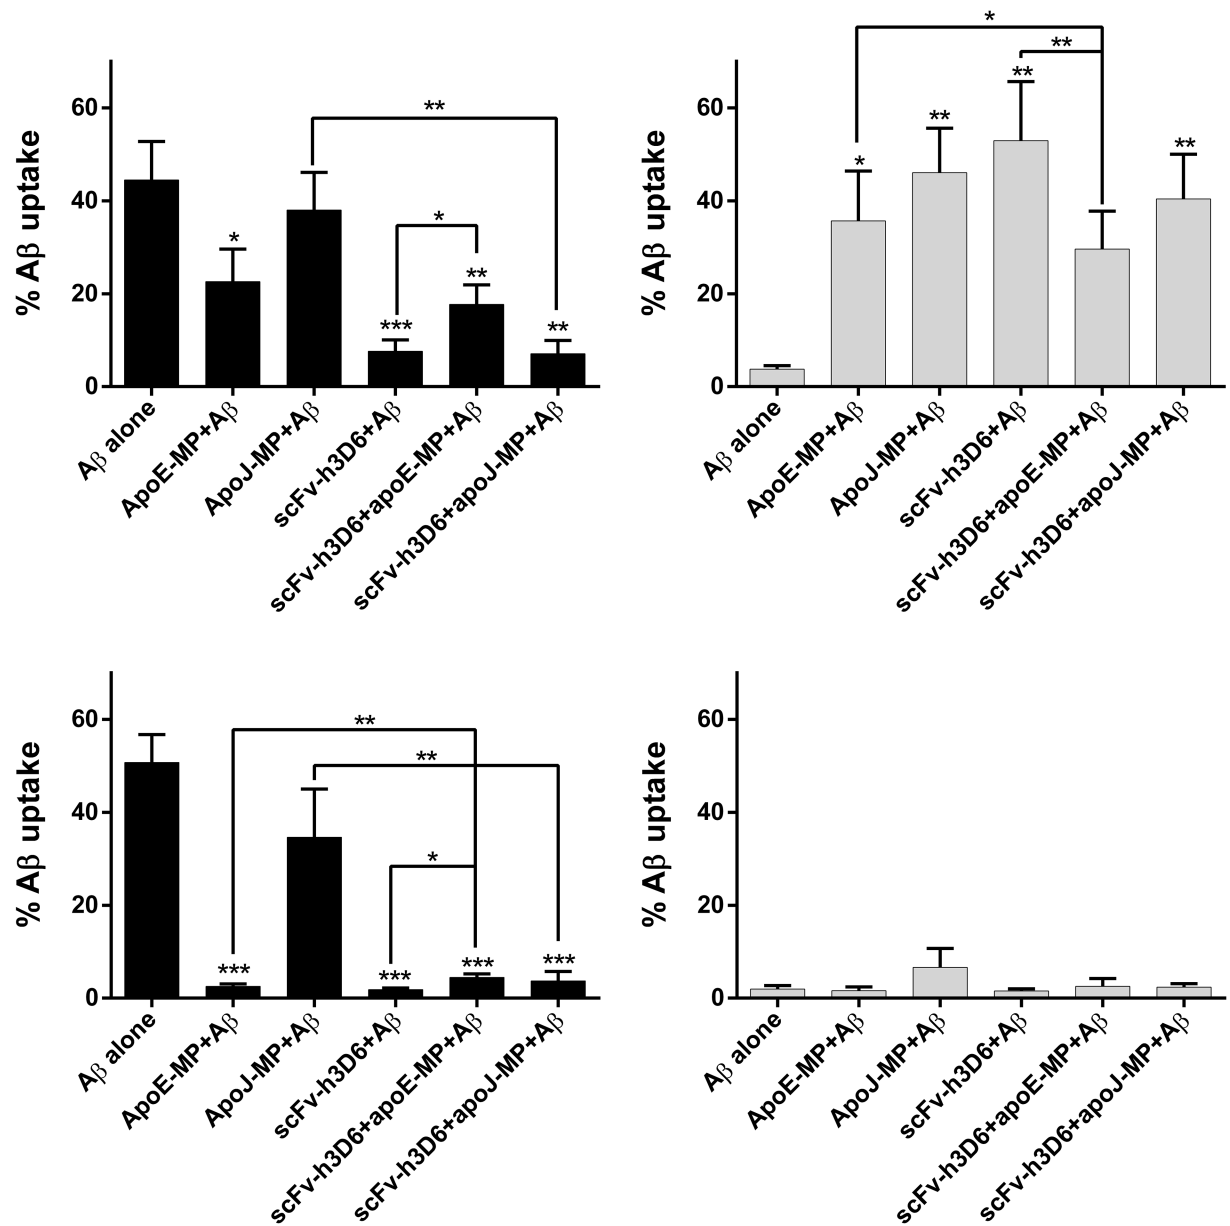 % Aβ uptake
60
40
20
0
*
***
*
**
**
**
Aβ alone
ApoE-MP+Aβ
ApoJ-MP+Aβ
scFv-h3D6+Aβ
scFv-h3D6+apoE-MP+Aβ
scFv-h3D6+apoJ-MP+Aβ
% Aβ uptake
60
40
20
0
*
**
*
**
**
**
Aβ alone
ApoE-MP+Aβ
ApoJ-MP+Aβ
scFv-h3D6+Aβ
scFv-h3D6+apoE-MP+Aβ
scFv-h3D6+apoJ-MP+Aβ
% Aβ uptake
60
40
20
0
**
**
*
***
***
***
***
Aβ alone
ApoE-MP+Aβ
ApoJ-MP+Aβ
scFv-h3D6+Aβ
scFv-h3D6+apoE-MP+Aβ
scFv-h3D6+apoJ-MP+Aβ
% Aβ uptake
60
40
20
0
Aβ alone
ApoE-MP+Aβ
ApoJ-MP+Aβ
scFv-h3D6+Aβ
scFv-h3D6+apoE-MP+Aβ
scFv-h3D6+apoJ-MP+Aβ